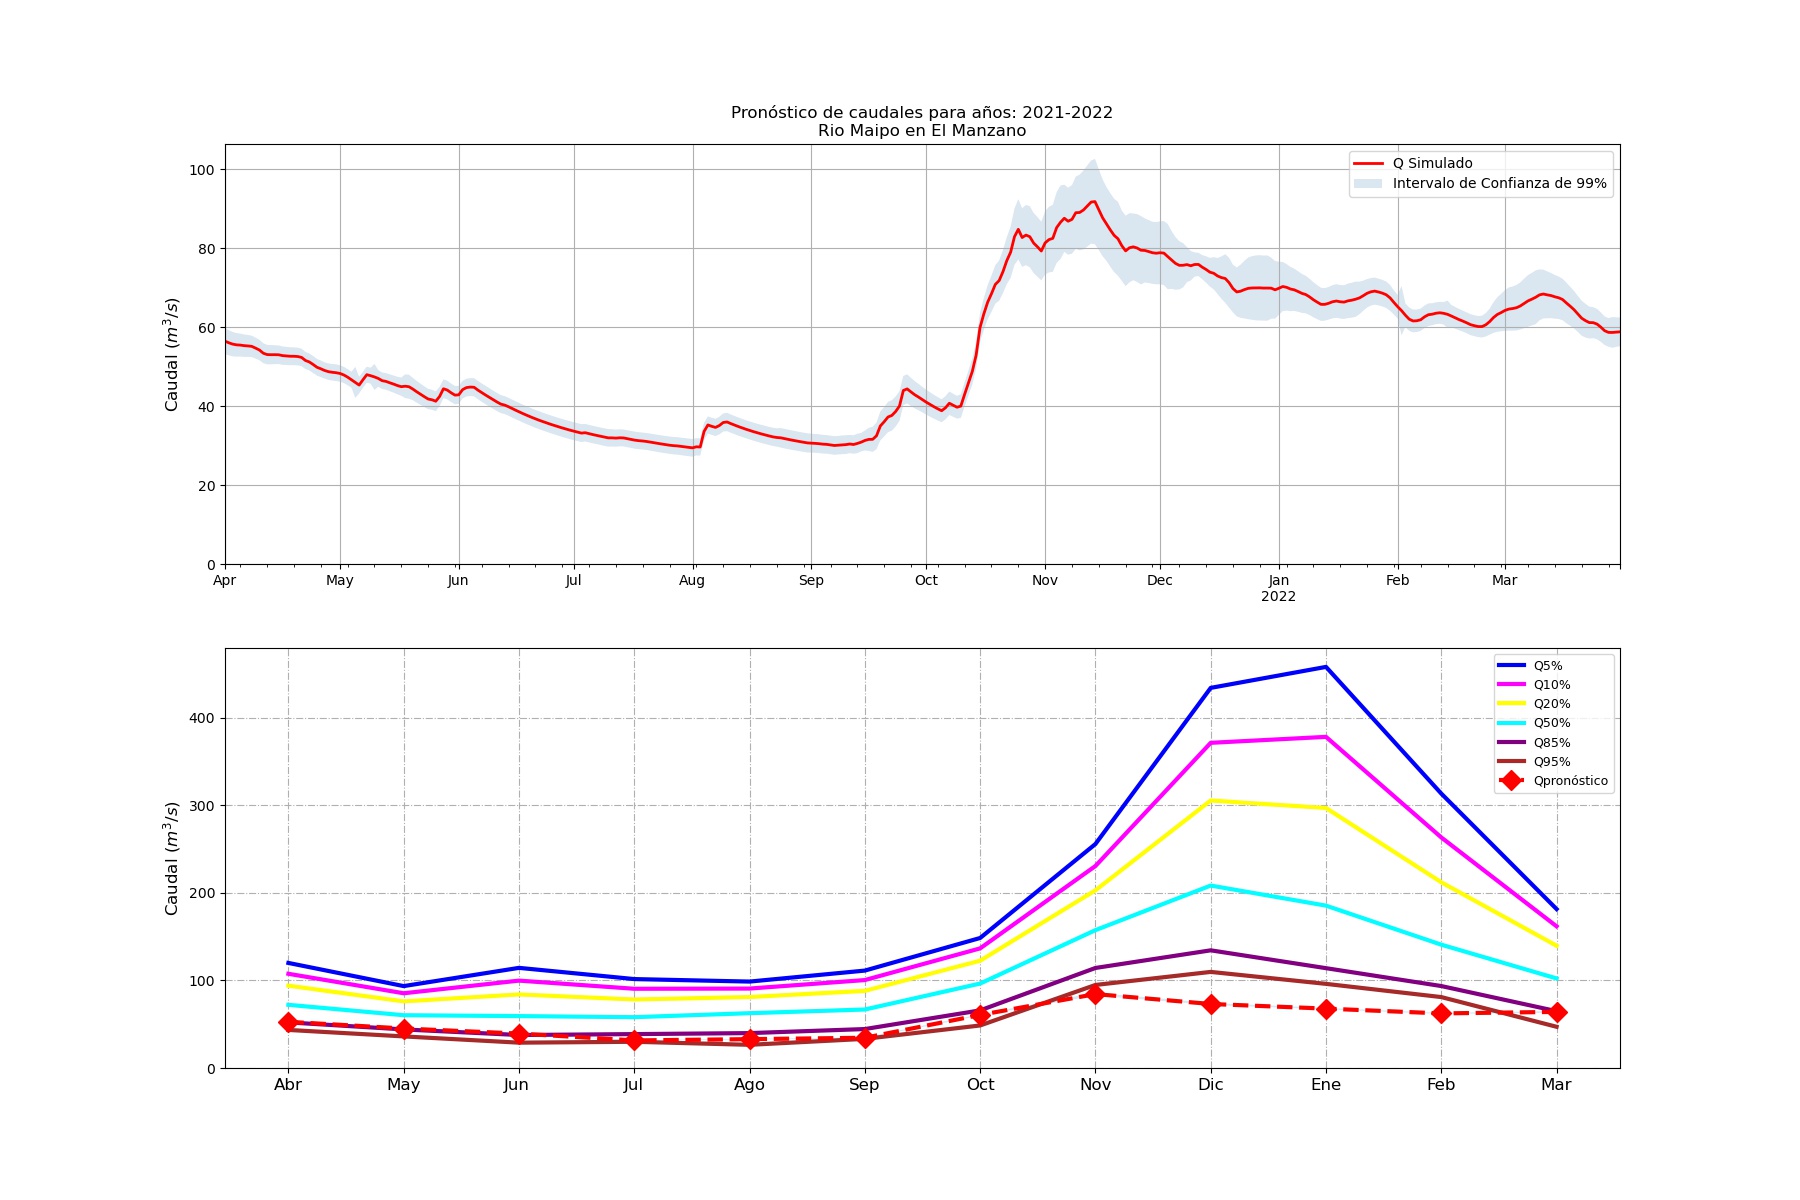 Pronóstico de caudales para años: 2021-2022
Rio Maipo en El Manzano
Q Simulado
Intervalo de Confianza de 99%
Caudal (m³/s)
100
80
60
40
20
0
Apr May Jun Jul Aug Sep Oct Nov Dec Jan Feb Mar
2022
Q5%
Q10%
Q20%
Q50%
Q85%
Q95%
Qpronóstico
Caudal (m³/s)
400
300
200
100
0
Abr May Jun Jul Ago Sep Oct Nov Dic Ene Feb Mar